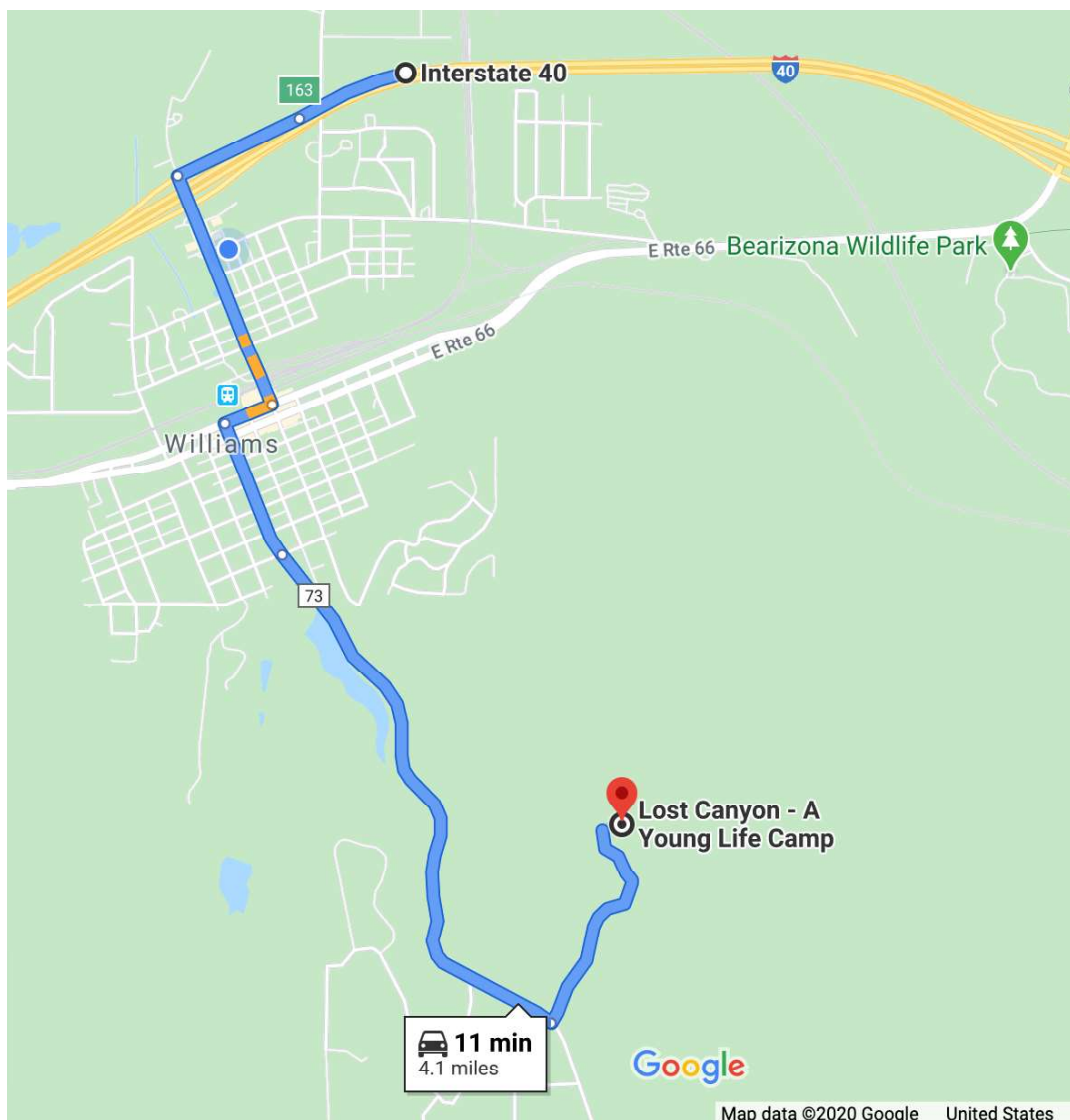 Interstate 40
40
163
E Rte 66
Bearizona Wildlife Park
E Rte 66
Williams
73
Lost Canyon - A
Young Life Camp
11 min
4.1 miles
Google
Map data ©2020 Google United States